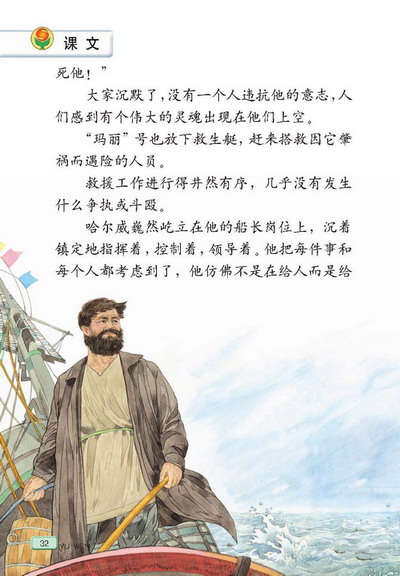 课文
死他！”
大家沉默了，没有一个人违抗他的意志，人
们感到有个伟大的灵魂出现在他们上空。
“玛丽”号也放下救生艇，赶来搭救因它肇
祸而遇险的人员。
救援工作进行得井然有序，几乎没有发生
什么争执或斗殴。
哈尔威巍然屹立在他的船长岗位上，沉着
镇定地指挥着，控制着，领导着。他把每件事和
每个人都考虑到了，他仿佛不是在给人而是给
32
YU WEN